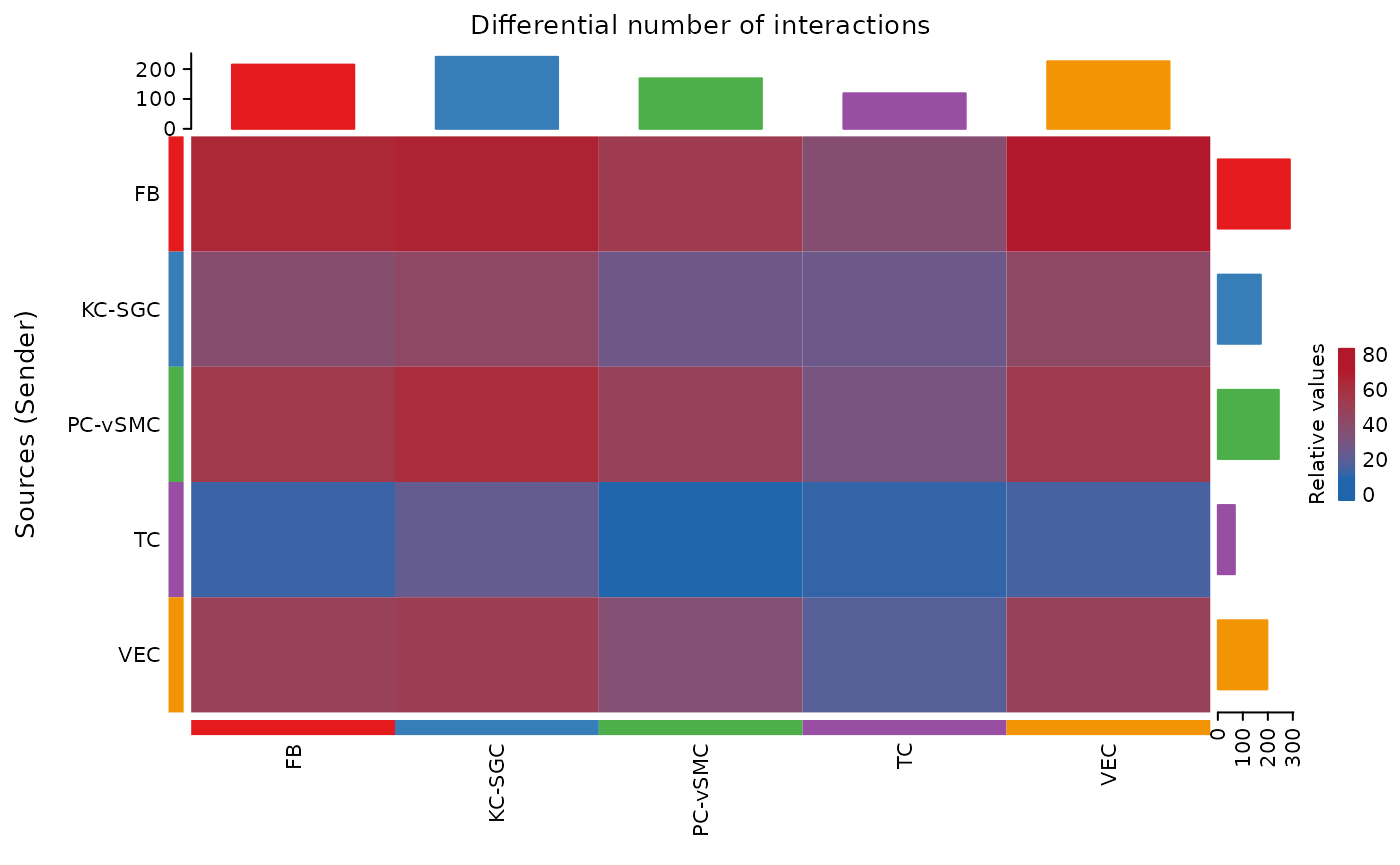 Differential number of interactions
200
100
0
FB
KC-SGC
PC-vSMC
TC
VEC
Sources (Sender)
FB
KC-SGC
PC-vSMC
TC
VEC
0
100
200
300
Relative values
80
60
40
20
0